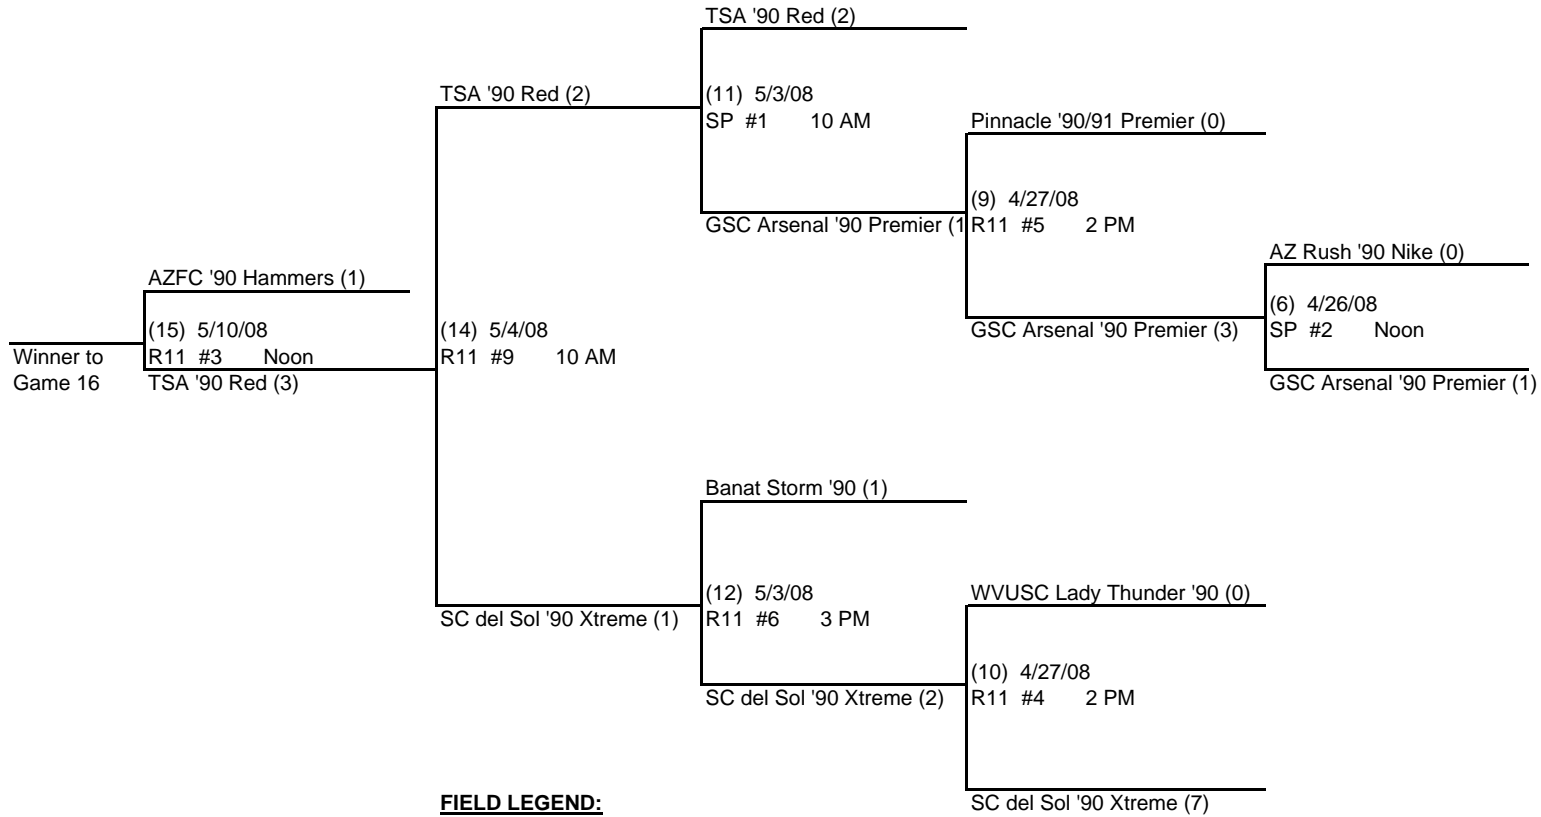 TSA '90 Red (2)
TSA '90 Red (2)
(11) 5/3/08
SP #1 10 AM
Pinnacle '90/91 Premier (0)
(9) 4/27/08
GSC Arsenal '90 Premier (1
R11 #5 2 PM
AZ Rush '90 Nike (0)
AZFC '90 Hammers (1)
(6) 4/26/08
(15) 5/10/08
(14) 5/4/08
GSC Arsenal '90 Premier (3)
SP #2 Noon
Winner to
R11 #3 Noon
R11 #9 10 AM
Game 16
TSA '90 Red (3)
GSC Arsenal '90 Premier (1)
Banat Storm '90 (1)
(12) 5/3/08
WVUSC Lady Thunder '90 (0)
SC del Sol '90 Xtreme (1)
R11 #6 3 PM
(10) 4/27/08
SC del Sol '90 Xtreme (2)
R11 #4 2 PM
FIELD LEGEND:
SC del Sol '90 Xtreme (7)